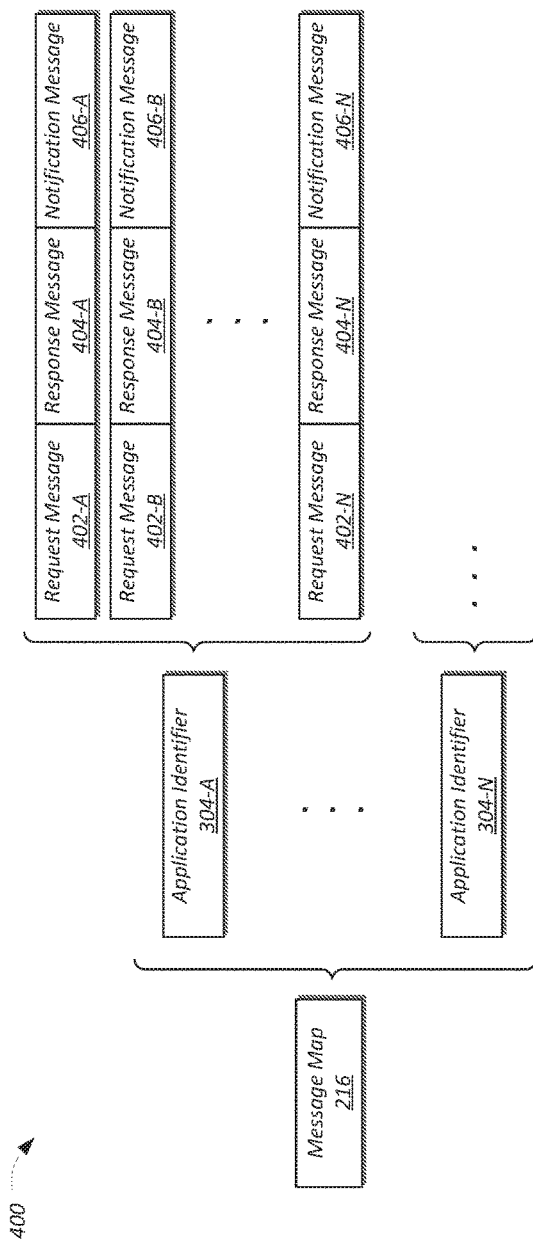 400
Message Map
216
Application Identifier
304-A
. . .
Application Identifier
304-N
Request Message
402-A
Response Message
404-A
Notification Message
406-A
Request Message
402-B
Response Message
404-B
Notification Message
406-B
. . .
Request Message
402-N
Response Message
404-N
Notification Message
406-N
. . .